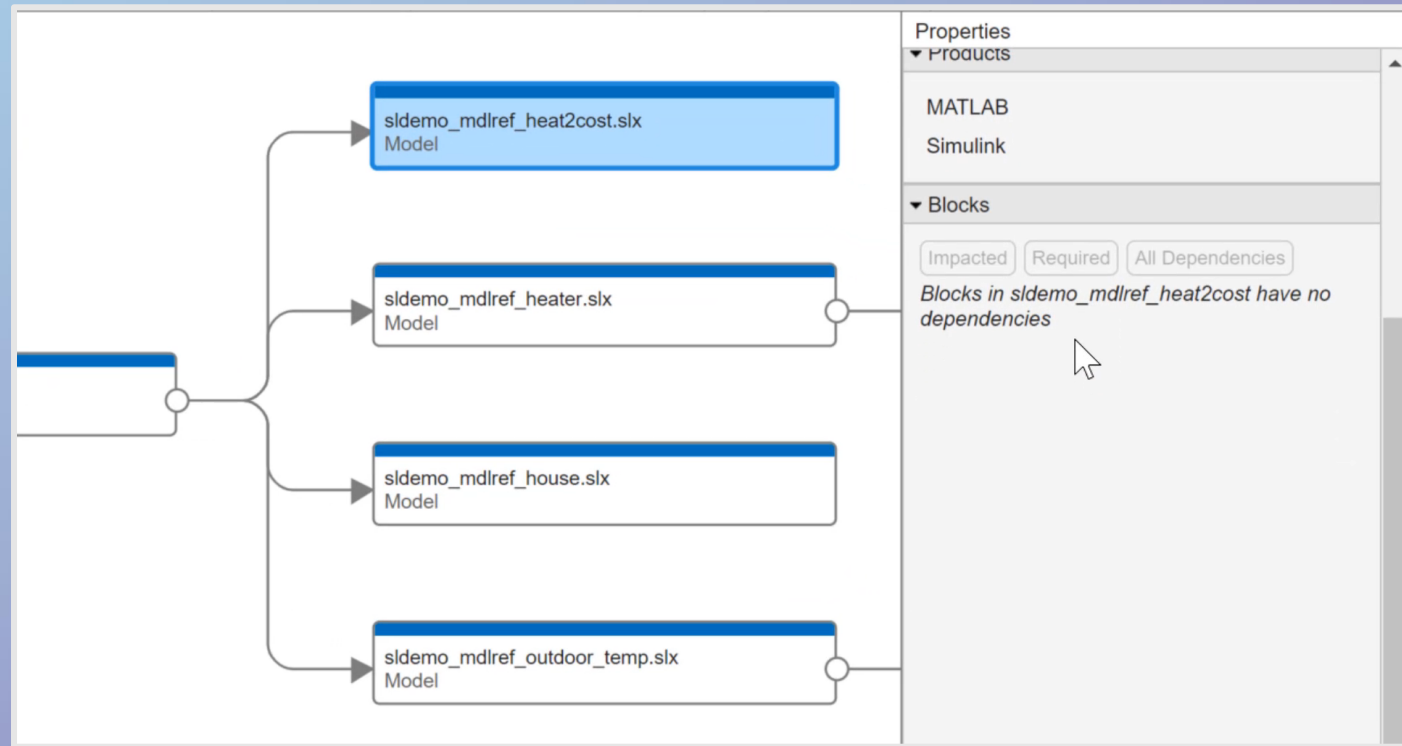 sldemo_mdlref_heat2cost.slx
Model
sldemo_mdlref_heater.slx
Model
sldemo_mdlref_house.slx
Model
sldemo_mdlref_outdoor_temp.slx
Model
Properties
Products
MATLAB
Simulink
Blocks
Impacted Required All Dependencies
Blocks in sldemo_mdlref_heat2cost have no
dependencies